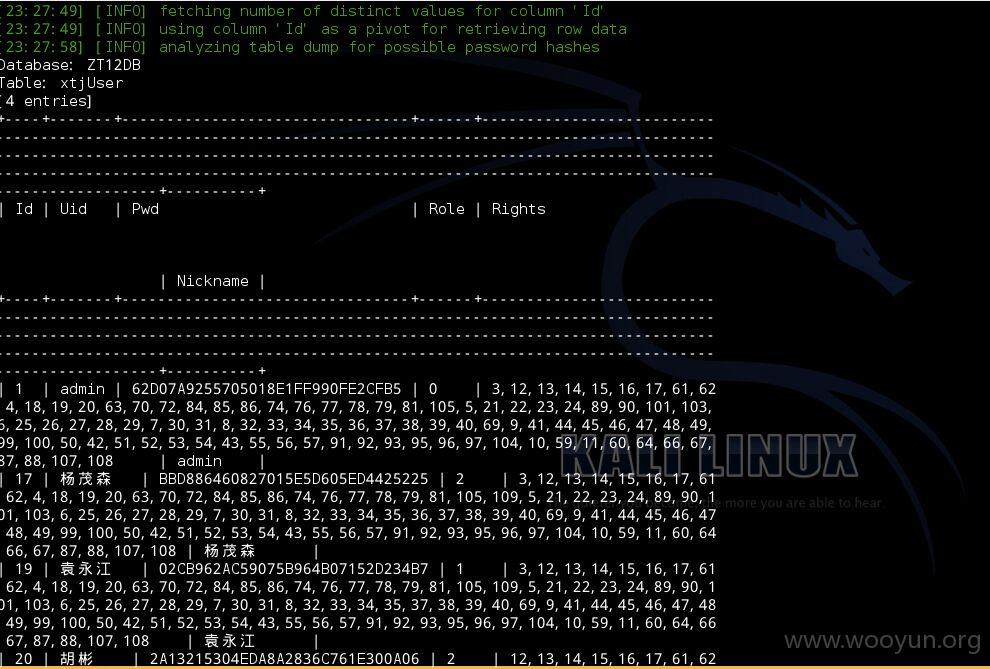 [23:27:49] [INFO] fetching number of distinct values for column 'Id'
[23:27:49] [INFO] using column 'Id' as a pivot for retrieving row data
[23:27:58] [INFO] analyzing table dump for possible password hashes
Database: ZT12DB
Table: xtjUser
[4 entries]
| Id | Uid | Pwd | Role | Rights
| Nickname |
| 1 | admin | 62D07A9255705018E1FF990FE2CFB5 | 0 | 3, 12, 13, 14, 15, 16, 17, 61, 62
4, 18, 19, 20, 63, 70, 72, 84, 85, 86, 74, 76, 77, 78, 79, 81, 105, 5, 21, 22, 23, 24, 89, 90, 101, 103,
6, 25, 26, 27, 28, 29, 7, 30, 31, 8, 32, 33, 34, 35, 36, 37, 38, 39, 40, 69, 9, 41, 44, 45, 46, 47, 48, 49,
99, 100, 50, 42, 51, 52, 53, 54, 43, 55, 56, 57, 91, 92, 93, 95, 96, 97, 104, 10, 59, 17, 60, 64, 66, 67,
87, 88, 107, 108 | admin |
| 17 | 杨茂森 | BBD886460827015E5D605ED4425225 | 2 | 3, 12, 13, 14, 15, 16, 17, 61
62, 4, 18, 19, 20, 63, 70, 72, 84, 85, 86, 74, 76, 77, 78, 79, 81, 105, 109, 5, 21, 22, 23, 24, 89, 90, 1
01, 103, 6, 25, 26, 27, 28, 29, 7, 30, 31, 8, 32, 33, 34, 35, 36, 37, 38, 39, 40, 69, 9, 41, 44, 45, 46, 47
48, 49, 99, 100, 50, 42, 51, 52, 53, 54, 43, 55, 56, 57, 91, 92, 93, 95, 96, 97, 104, 10, 59, 11, 60, 64
66, 67, 87, 88, 107, 108 | 杨茂森 |
| 19 | 袁永江 | 02CB962AC59075B964B07152D234B7 | 1 | 3, 12, 13, 14, 15, 16, 17, 61
62, 4, 18, 19, 20, 63, 70, 72, 84, 85, 86, 74, 76, 77, 78, 79, 81, 105, 109, 5, 21, 22, 23, 24, 89, 90, 1
01, 103, 6, 25, 26, 27, 28, 29, 7, 30, 31, 8, 32, 33, 34, 35, 36, 37, 38, 39, 40, 69, 9, 41, 44, 45, 46, 47, 48
49, 99, 100, 50, 42, 51, 52, 53, 54, 43, 55, 56, 57, 91, 92, 93, 95, 96, 97, 104, 10, 59, 11, 60, 64, 66
67, 87, 88, 107, 108 | 袁永江 |
| 20 | 胡彬 | 2A13215304EDA8A2836C761E300A06 | 2 | 12, 13, 14, 15, 16, 17, 61, 62
KALI LINUX
the more you are able to hear
www.wooyun.org